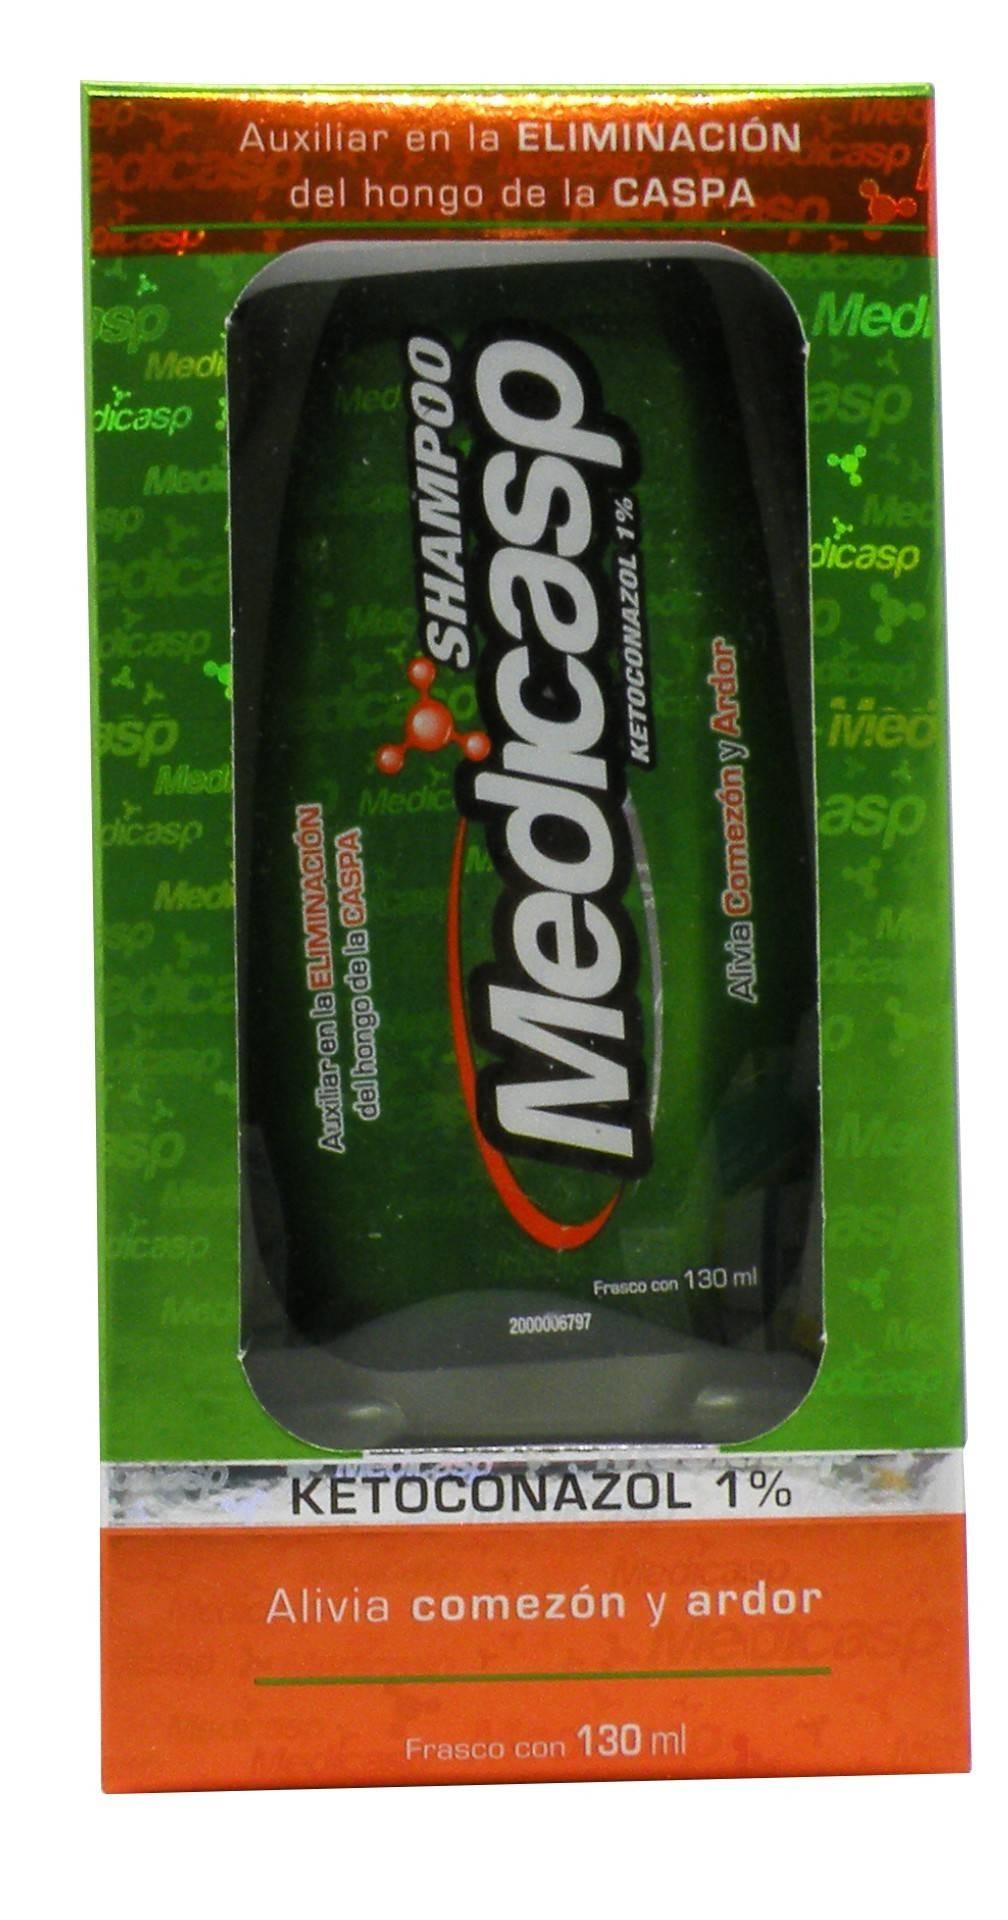 Auxiliar en la ELIMINACIÓN
del hongo de la CASPA
SHAMPOO
Medicasp
KETOCONAZOL 1%
Auxiliar en la ELIMINACIÓN
del hongo de la CASPA
Alivia Comezón y Ardor
Frasco con 130 ml
2000006797
KETOCONAZOL 1%
Alivia comezón y ardor
Frasco con 130 ml